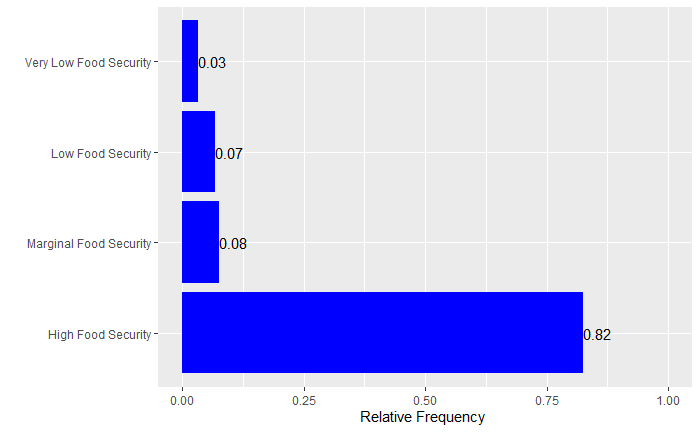 Very Low Food Security
0.03
Low Food Security
0.07
Marginal Food Security
0.08
High Food Security
0.82
0.00 0.25 0.50 0.75 1.00
Relative Frequency